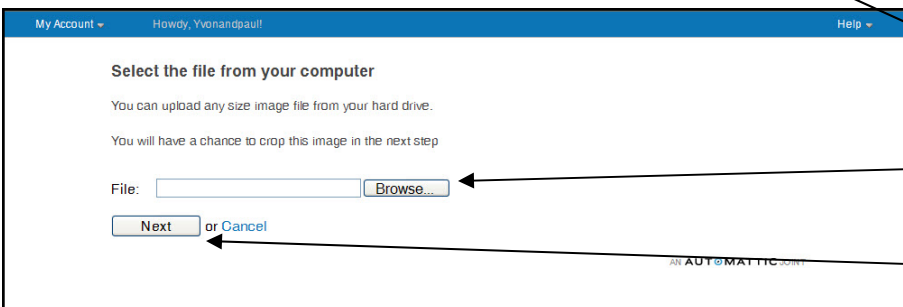 My Account Howdy, Yvonandpaul! Help
Select the file from your computer
You can upload any size image file from your hard drive.
You will have a chance to crop this image in the next step
File: Browse...
Next or Cancel
AN AUTOMATTIC JOINT